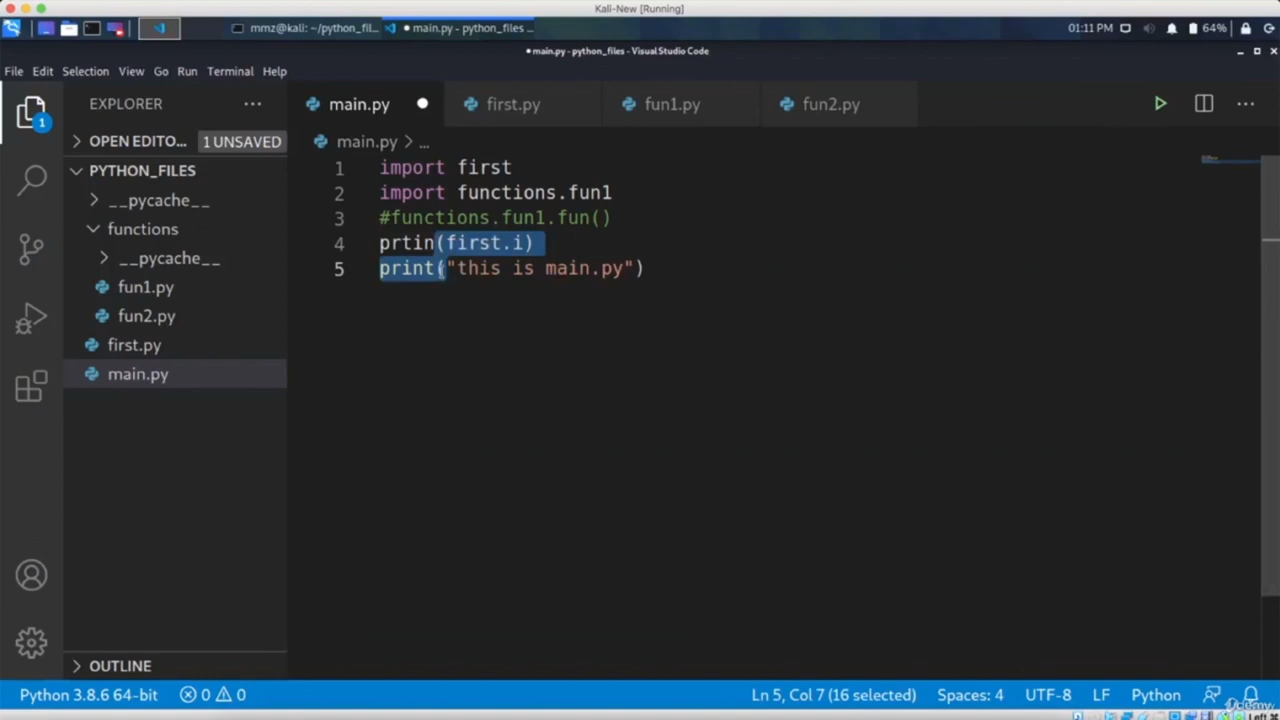 Kali-New [Running]
mmz@kali: ~/python_fil... main.py - python_files ... 01:11 PM 64%
main.py - python_files - Visual Studio Code
File Edit Selection View Go Run Terminal Help
EXPLORER ... main.py first.py fun1.py fun2.py ...
OPEN EDITO... 1 UNSAVED main.py > ...
1
PYTHON_FILES
__pycache__
functions
__pycache__
fun1.py
fun2.py
first.py
main.py
1 import first
2 import functions.fun1
3 #functions.fun1.fun()
4 prtin(first.i)
5 print("this is main.py")
OUTLINE
Python 3.8.6 64-bit 0 0 Ln 5, Col 7 (16 selected) Spaces: 4 UTF-8 LF Python
Udemy